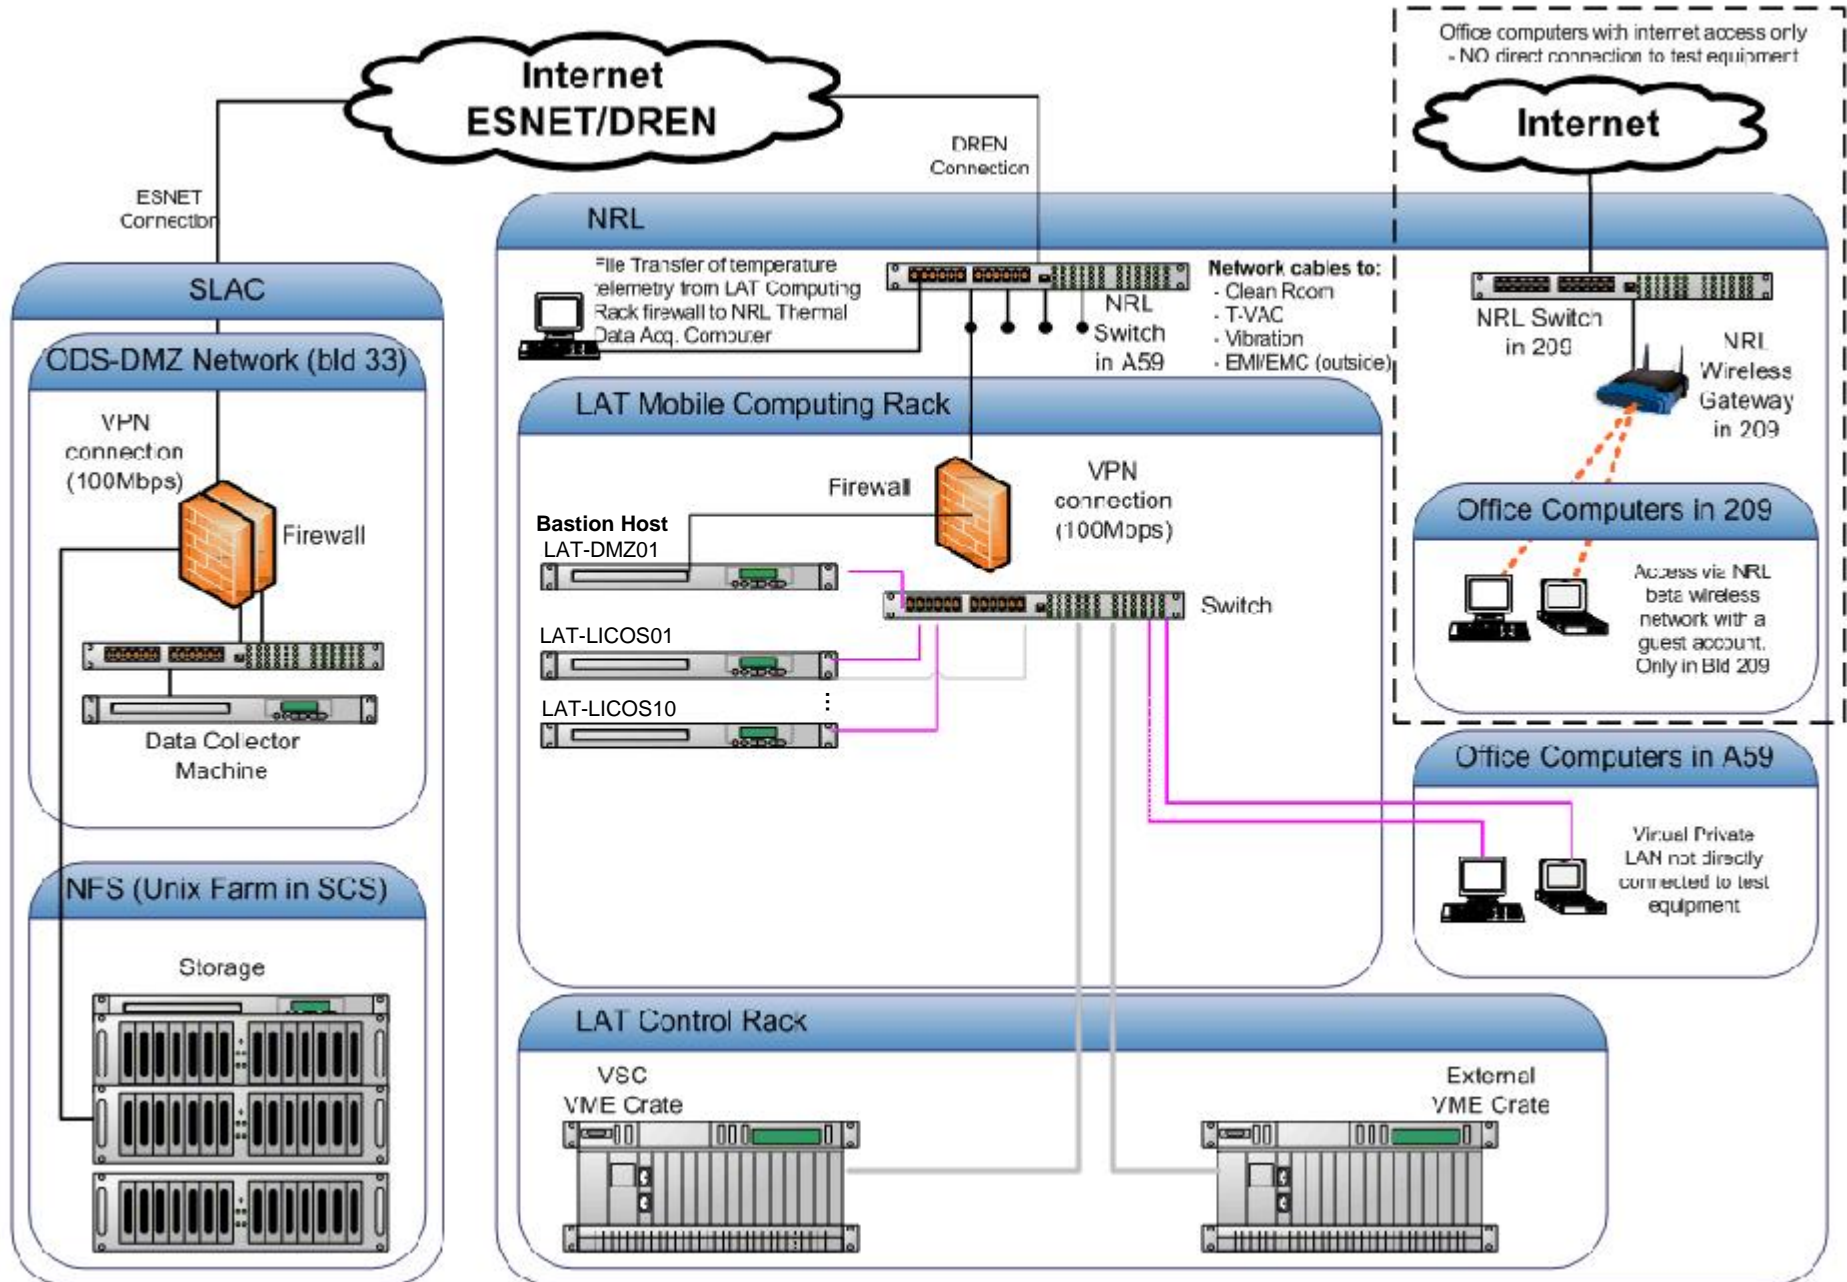 Internet
ESNET/DREN
Office computers with internet access only
- NO direct connection to test equipment
Internet
ESNET
Connection
DREN
Connection
NRL
File Transfer of temperature
telemetry from LAT Computing
Rack firewall to NRL Thermal
Data Acq. Computer
NRL
Switch
in A59
Network cables to:
- Clean Room
- T-VAC
- Vibration
- EMI/EMC (outside)
NRL Switch
in 209
NRL
Wireless
Gateway
in 209
SLAC
ODS-DMZ Network (bld 33)
VPN
connection
(100Mbps)
Firewall
Data Collector
Machine
NFS (Unix Farm in SCS)
Storage
LAT Mobile Computing Rack
Firewall
VPN
connection
(100Mbps)
Bastion Host
LAT-DMZ01
Switch
LAT-LICOS01
LAT-LICOS10
...
Office Computers in 209
Access via NRL
beta wireless
network with a
guest account.
Only in Bld 209
Office Computers in A59
Virtual Private
LAN not directly
connected to test
equipment
LAT Control Rack
VSC
VME Crate
External
VME Crate